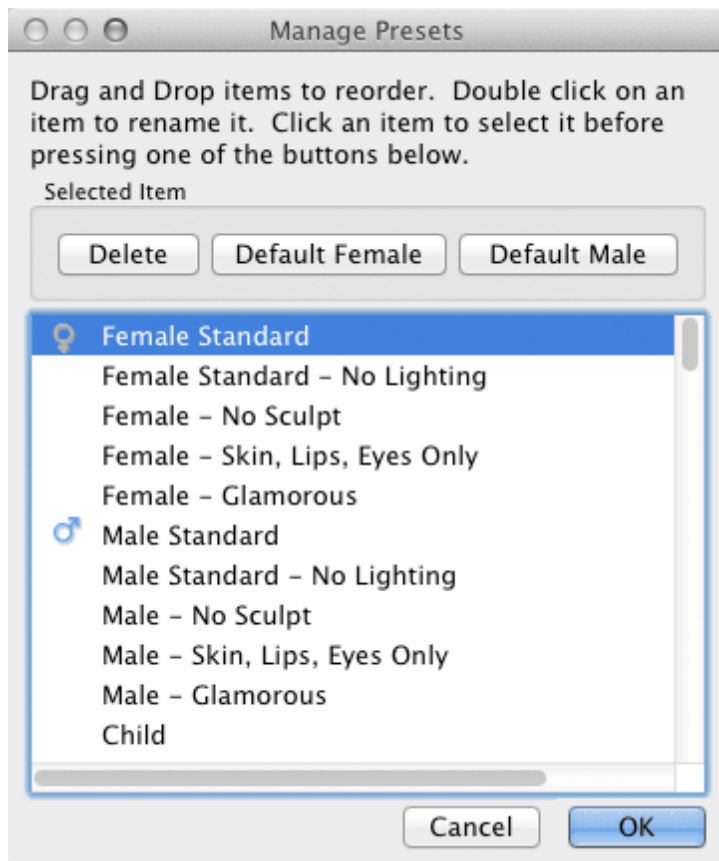 Manage Presets
Drag and Drop items to reorder.  Double click on an
item to rename it.  Click an item to select it before
pressing one of the buttons below.
Selected Item
Delete Default Female Default Male
Female Standard
Female Standard – No Lighting
Female – No Sculpt
Female – Skin, Lips, Eyes Only
Female – Glamorous
Male Standard
Male Standard – No Lighting
Male – No Sculpt
Male – Skin, Lips, Eyes Only
Male – Glamorous
Child
Cancel OK